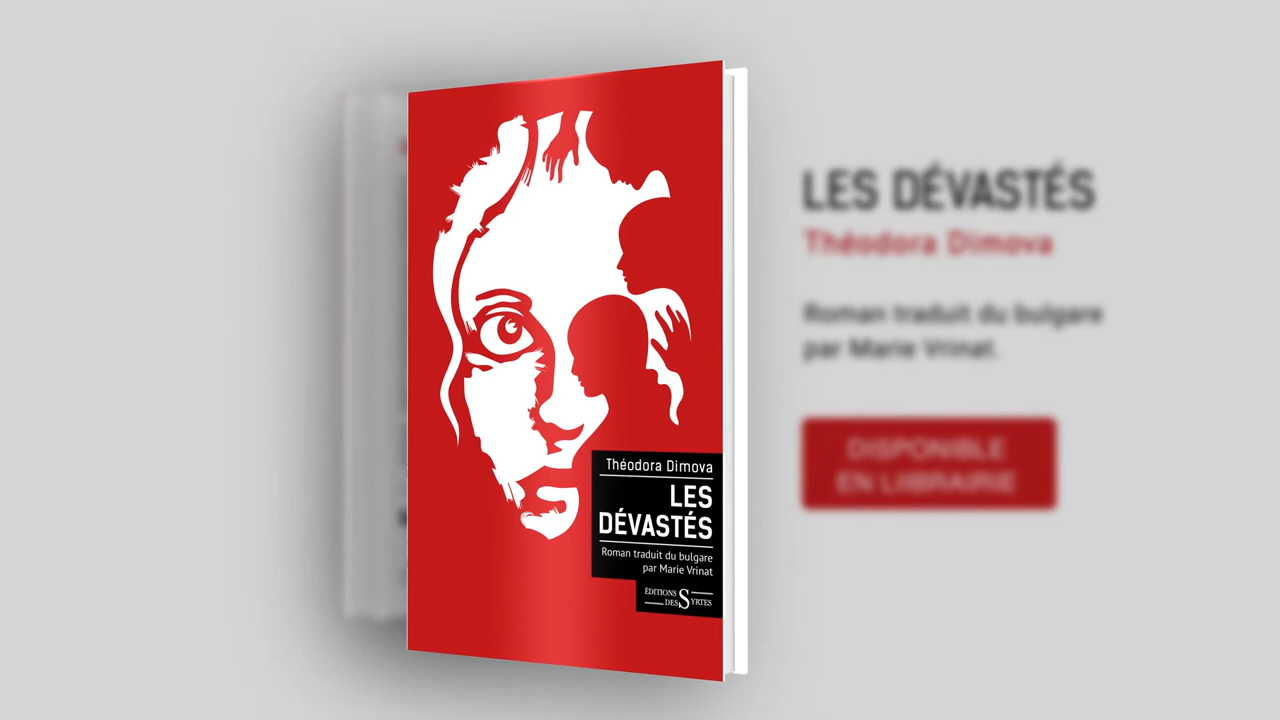 Théodora Dimova
LES
DÉVASTÉS
Roman traduit du bulgare
par Marie Vrinat
ÉDITIONS
DES SYRTES
LES DÉVASTÉS
Théodora Dimova
Roman traduit du bulgare
par Marie Vrinat.
DISPONIBLE
EN LIBRAIRIE